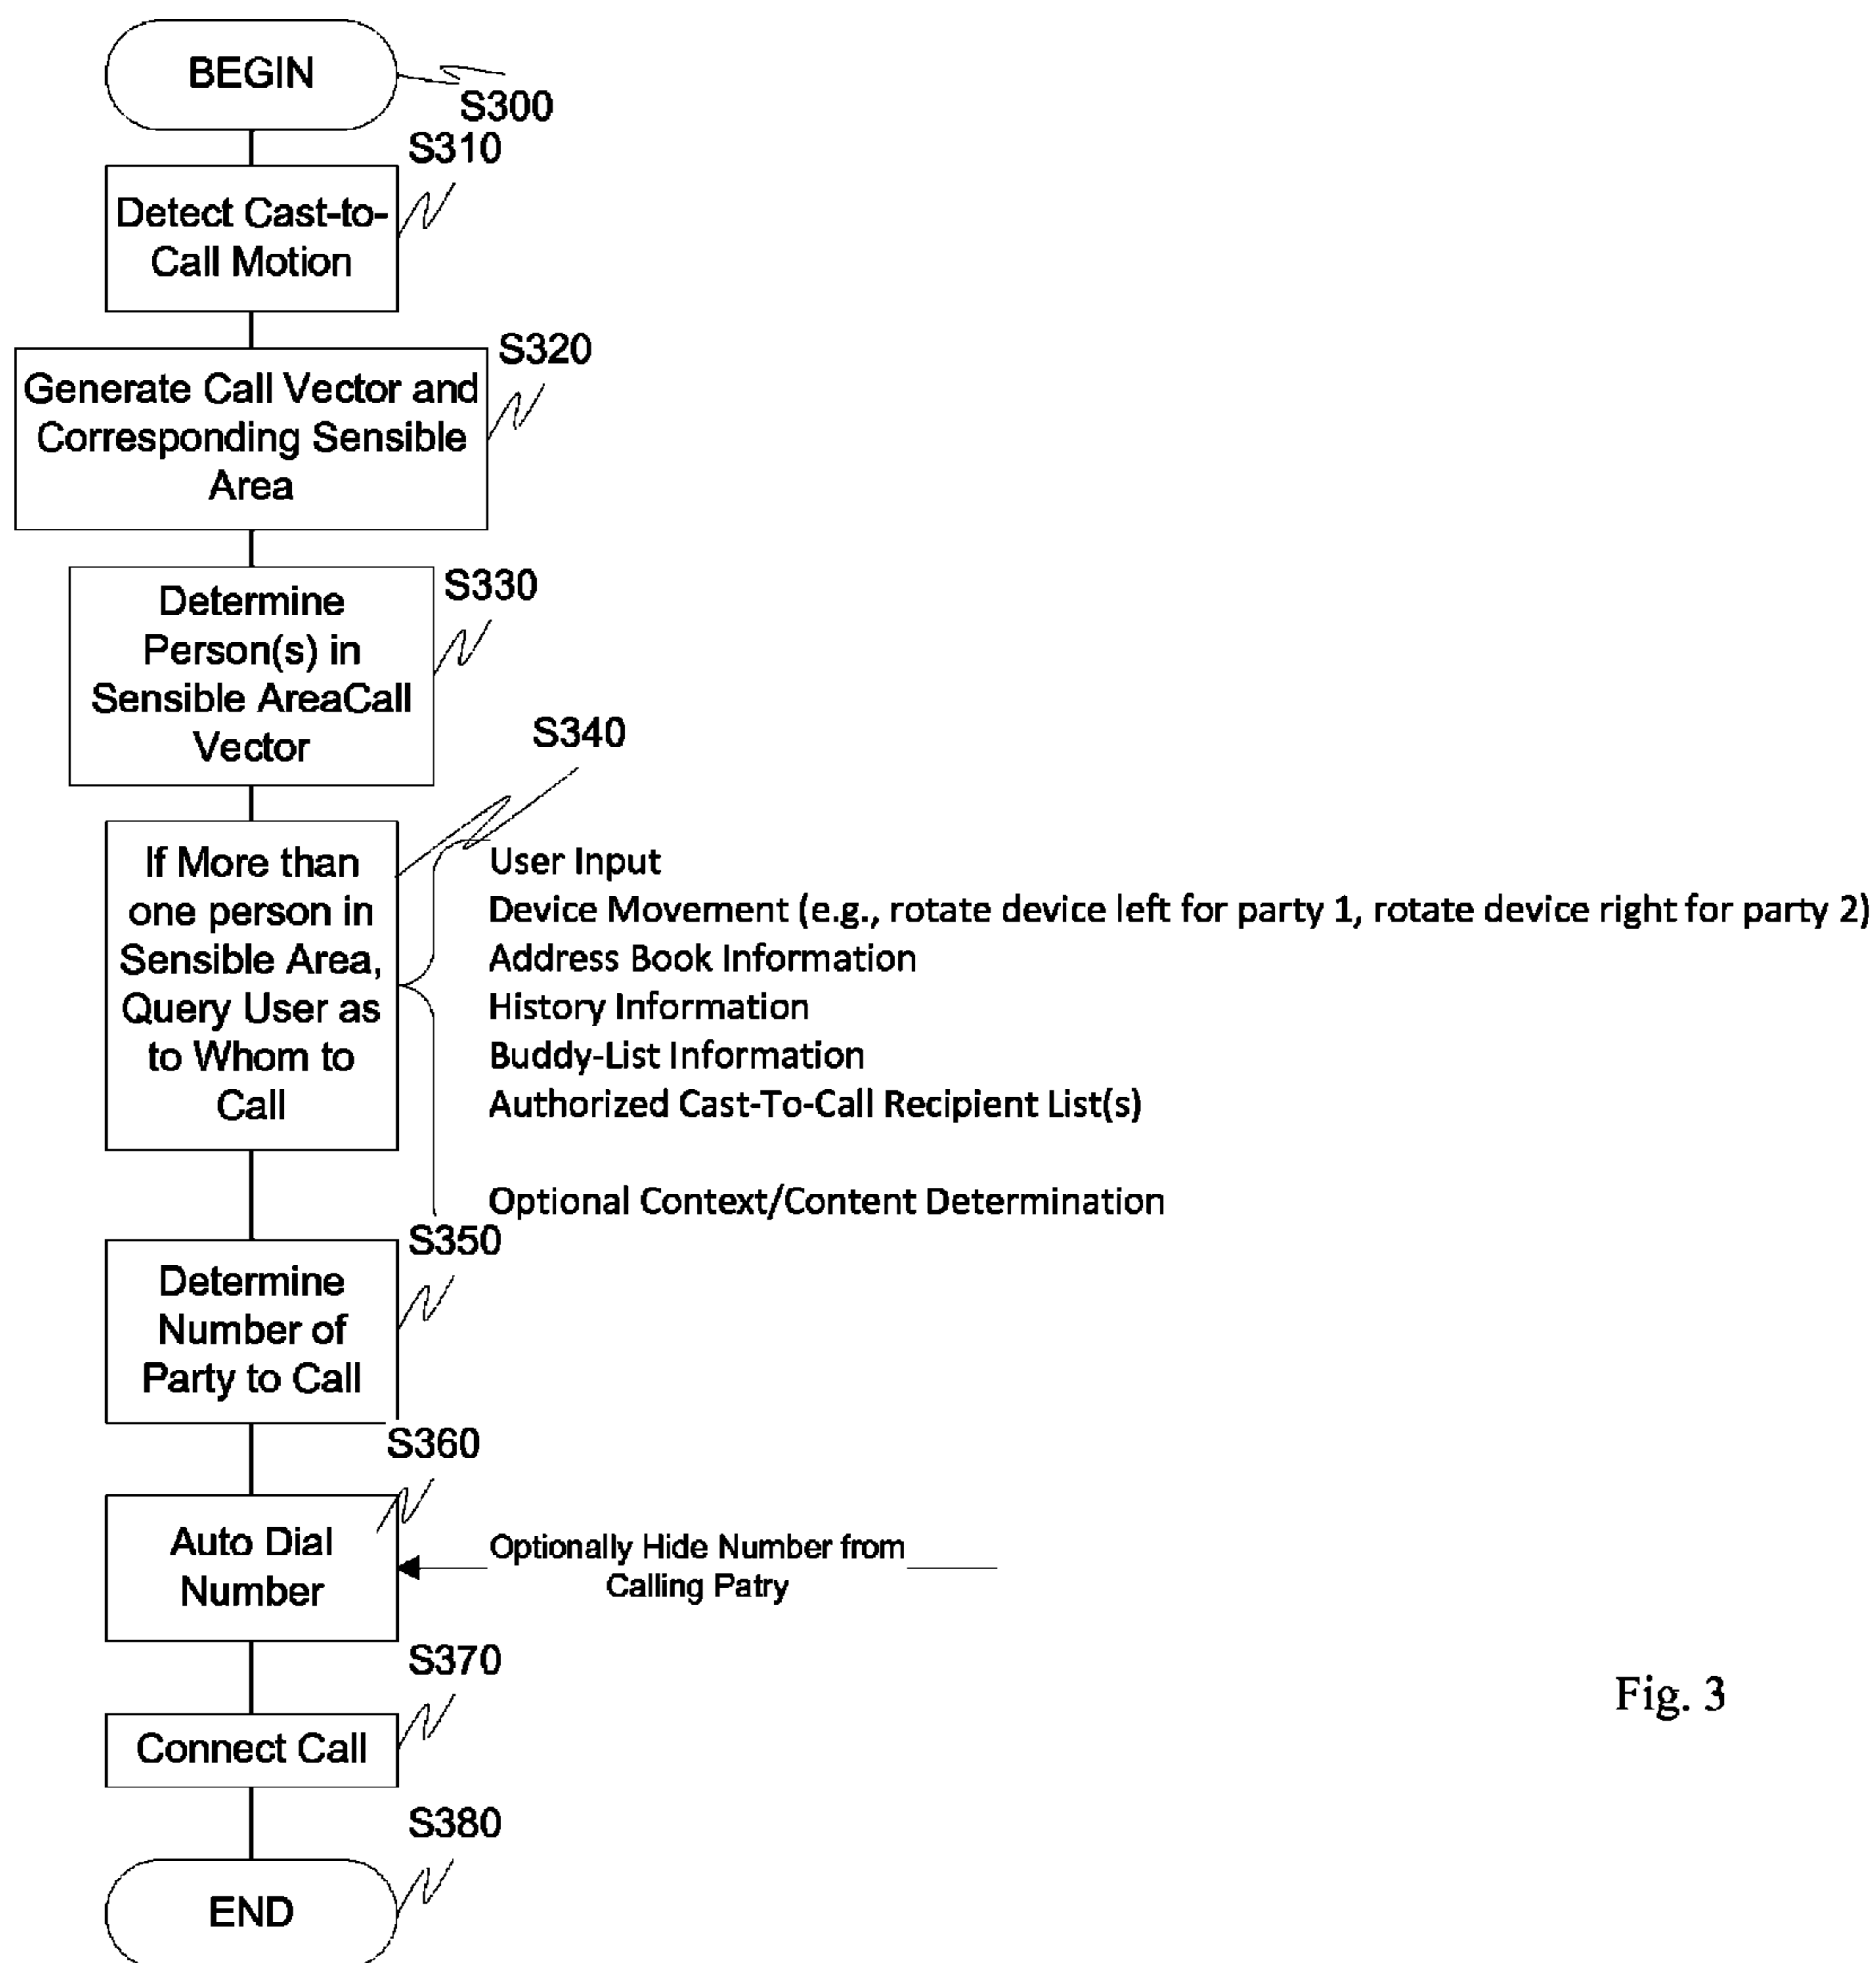 BEGIN
S300
S310
Detect Cast-to-
Call Motion
S320
Generate Call Vector and
Corresponding Sensible
Area
S330
Determine
Person(s) in
Sensible AreaCall
Vector
S340
If More than
one person in
Sensible Area,
Query User as
to Whom to
Call
User Input
Device Movement (e.g., rotate device left for party 1, rotate device right for party 2)
Address Book Information
History Information
Buddy-List Information
Authorized Cast-To-Call Recipient List(s)
Optional Context/Content Determination
S350
Determine
Number of
Party to Call
S360
Auto Dial
Number
Optionally Hide Number from
Calling Patry
S370
Connect Call
S380
END
Fig. 3